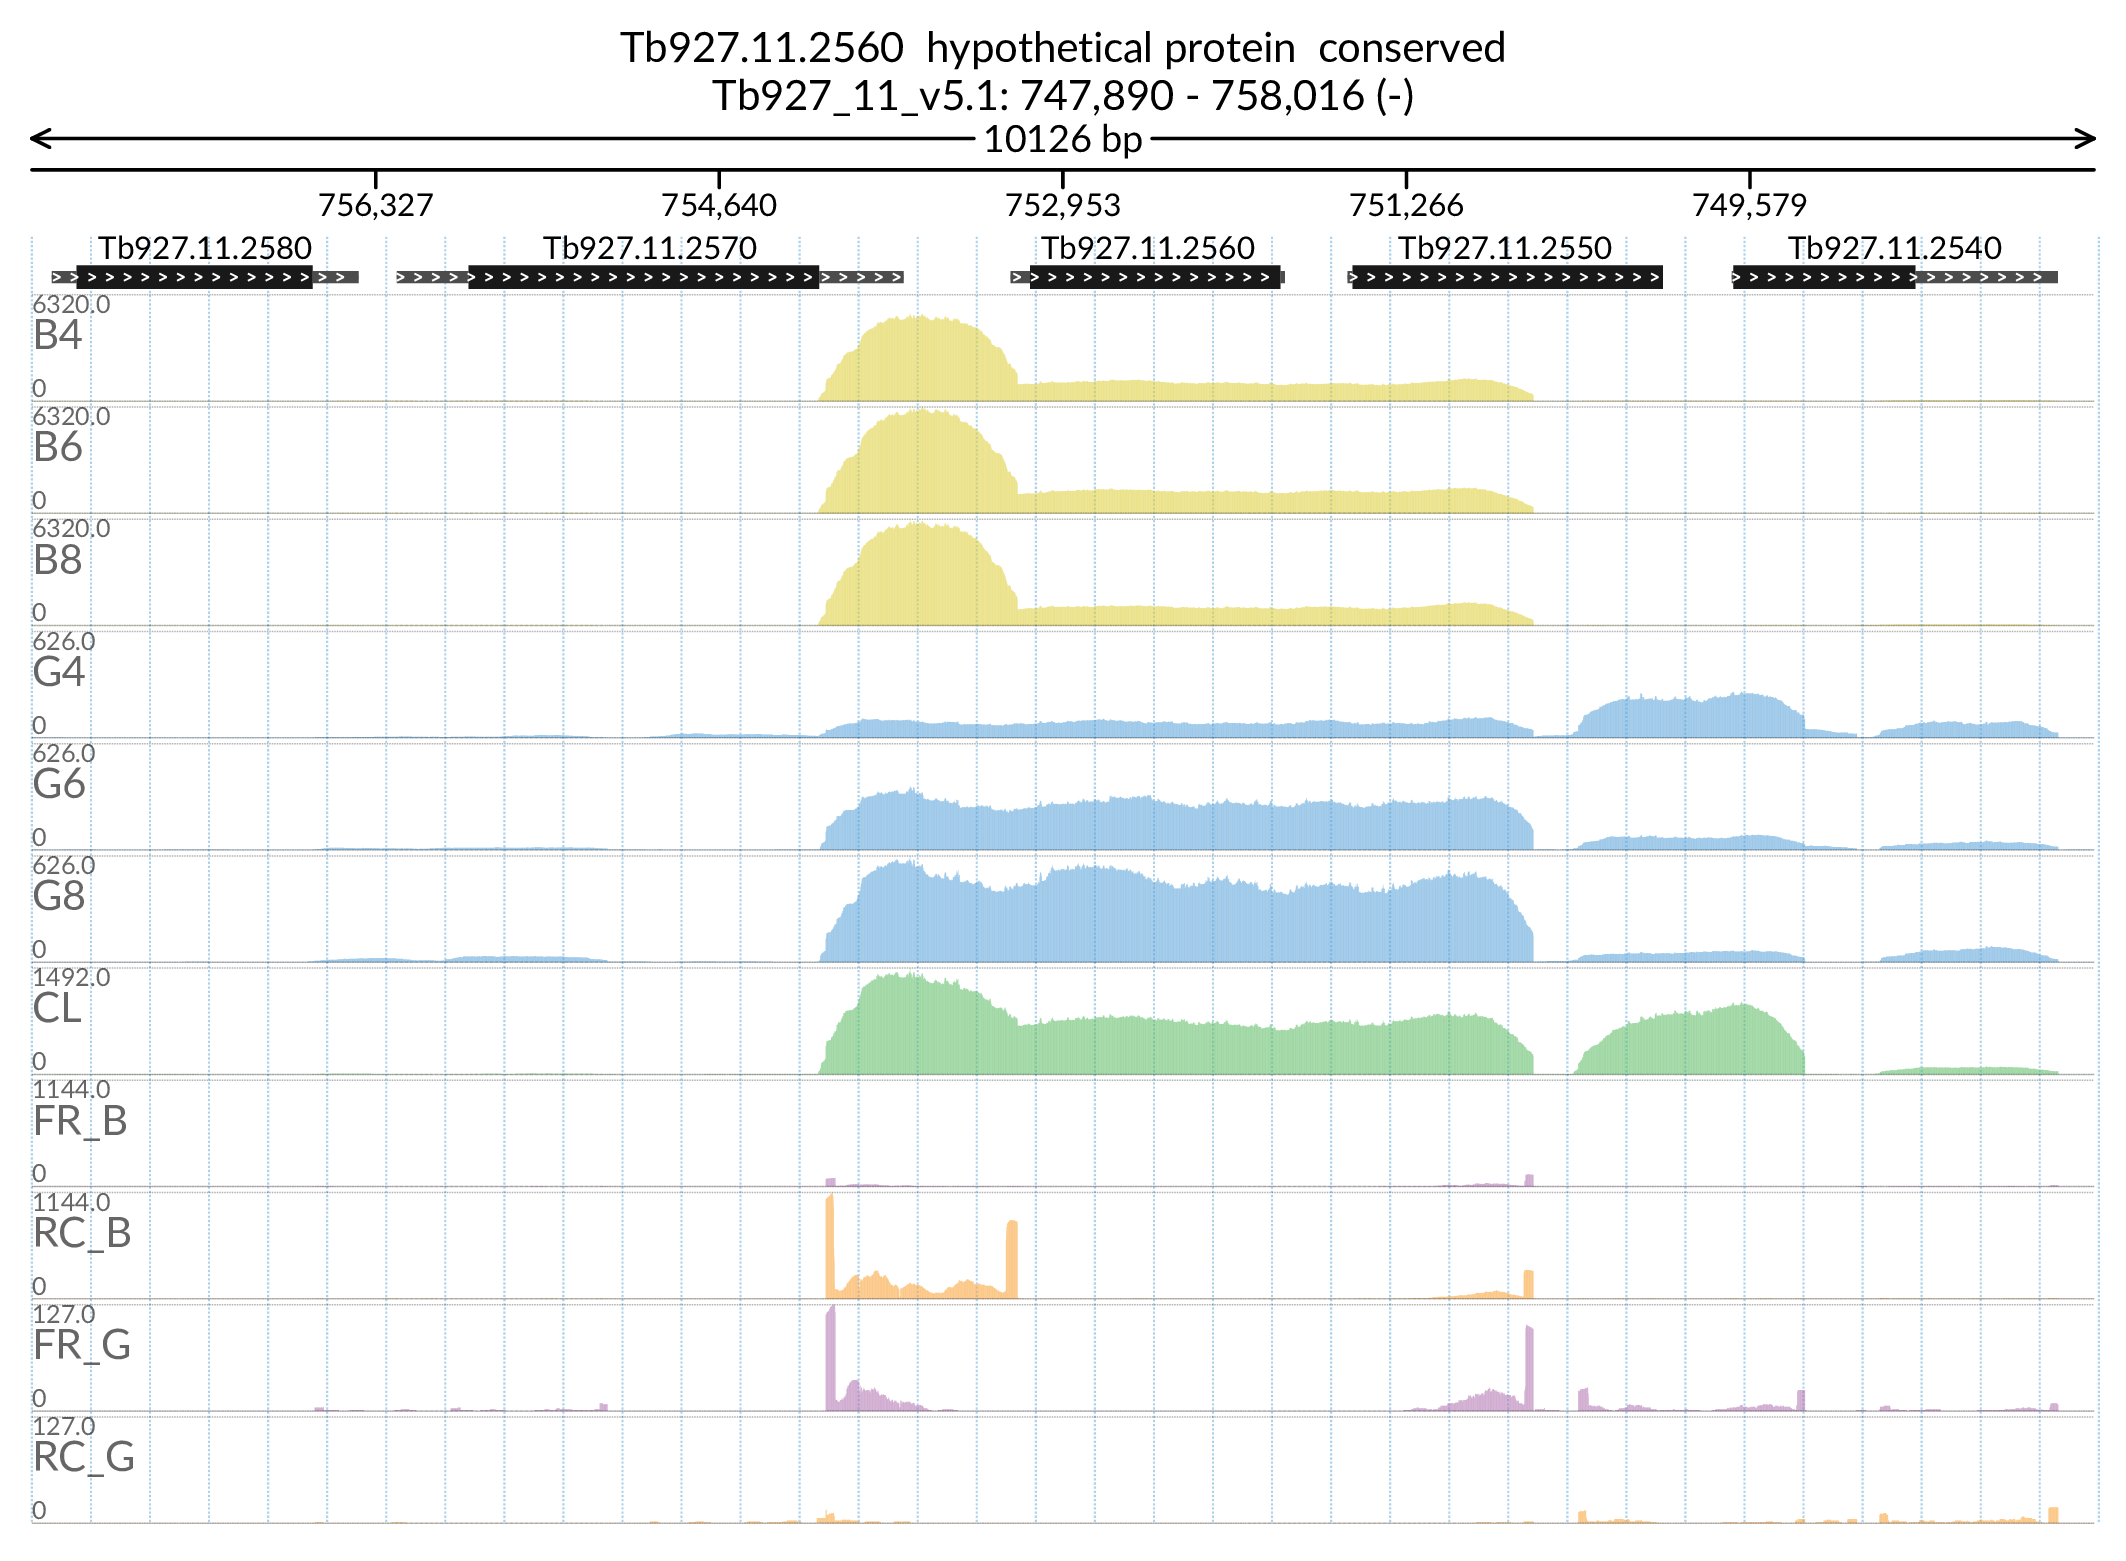 Tb927.11.2560  hypothetical protein  conserved
Tb927_11_v5.1: 747,890 - 758,016 (-)
10126 bp
756,327 754,640 752,953 751,266 749,579
Tb927.11.2580 Tb927.11.2570 Tb927.11.2560 Tb927.11.2550 Tb927.11.2540
6320.0
B4
0
6320.0
B6
0
6320.0
B8
0
626.0
G4
0
626.0
G6
0
626.0
G8
0
1492.0
CL
0
1144.0
FR_B
0
1144.0
RC_B
0
127.0
FR_G
0
127.0
RC_G
0